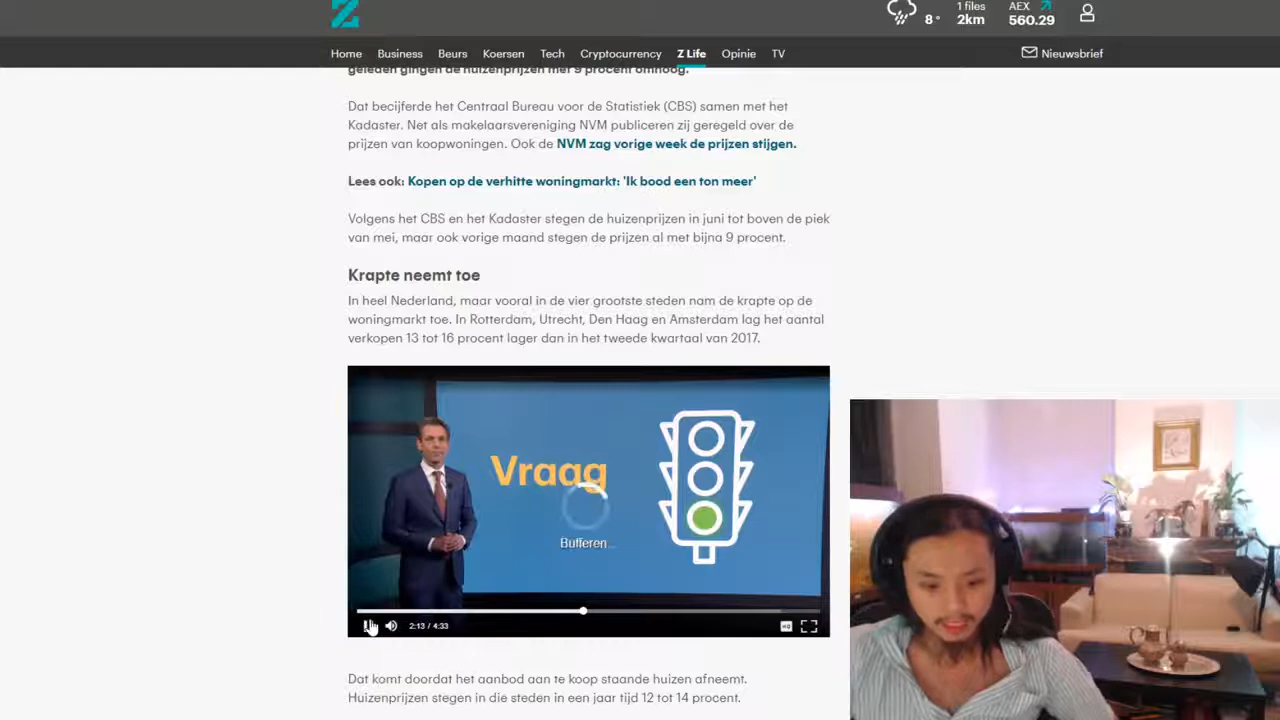 1 files
AEX
8°
2km
560.29
Home Business Beurs Koersen Tech Cryptocurrency Z Life Opinie TV Nieuwsbrief
geleden gingen de huizenprijzen met 9 procent omhoog.
Dat becijferde het Centraal Bureau voor de Statistiek (CBS) samen met het
Kadaster. Net als makelaarsvereniging NVM publiceren zij geregeld over de
prijzen van koopwoningen. Ook de NVM zag vorige week de prijzen stijgen.
Lees ook: Kopen op de verhitte woningmarkt: 'Ik bood een ton meer'
Volgens het CBS en het Kadaster stegen de huizenprijzen in juni tot boven de piek
van mei, maar ook vorige maand stegen de prijzen al met bijna 9 procent.
Krapte neemt toe
In heel Nederland, maar vooral in de vier grootste steden nam de krapte op de
woningmarkt toe. In Rotterdam, Utrecht, Den Haag en Amsterdam lag het aantal
verkopen 13 tot 16 procent lager dan in het tweede kwartaal van 2017.
Vraag
Bufferen...
2:13 / 4:33
HQ
Dat komt doordat het aanbod aan te koop staande huizen afneemt.
Huizenprijzen stegen in die steden in een jaar tijd 12 tot 14 procent.